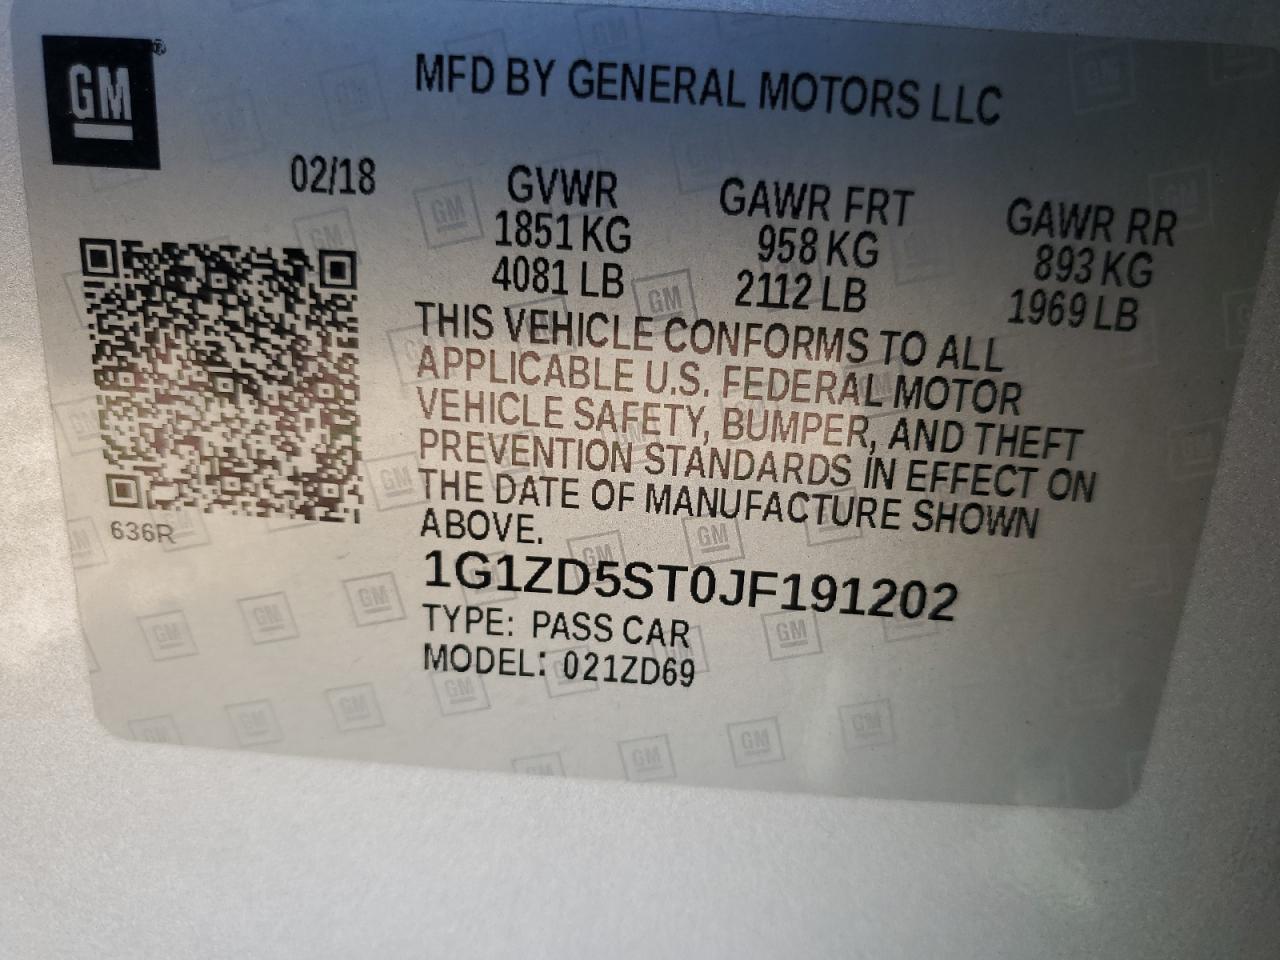 GM
MFD BY GENERAL MOTORS LLC
02/18
GVWR
1851 KG
4081 LB
GAWR FRT
958 KG
2112 LB
GAWR RR
893 KG
1969 LB
THIS VEHICLE CONFORMS TO ALL
APPLICABLE U.S. FEDERAL MOTOR
VEHICLE SAFETY, BUMPER, AND THEFT
PREVENTION STANDARDS IN EFFECT ON
THE DATE OF MANUFACTURE SHOWN
ABOVE.
636R
1G1ZD5ST0JF191202
TYPE: PASS CAR
MODEL: 021ZD69